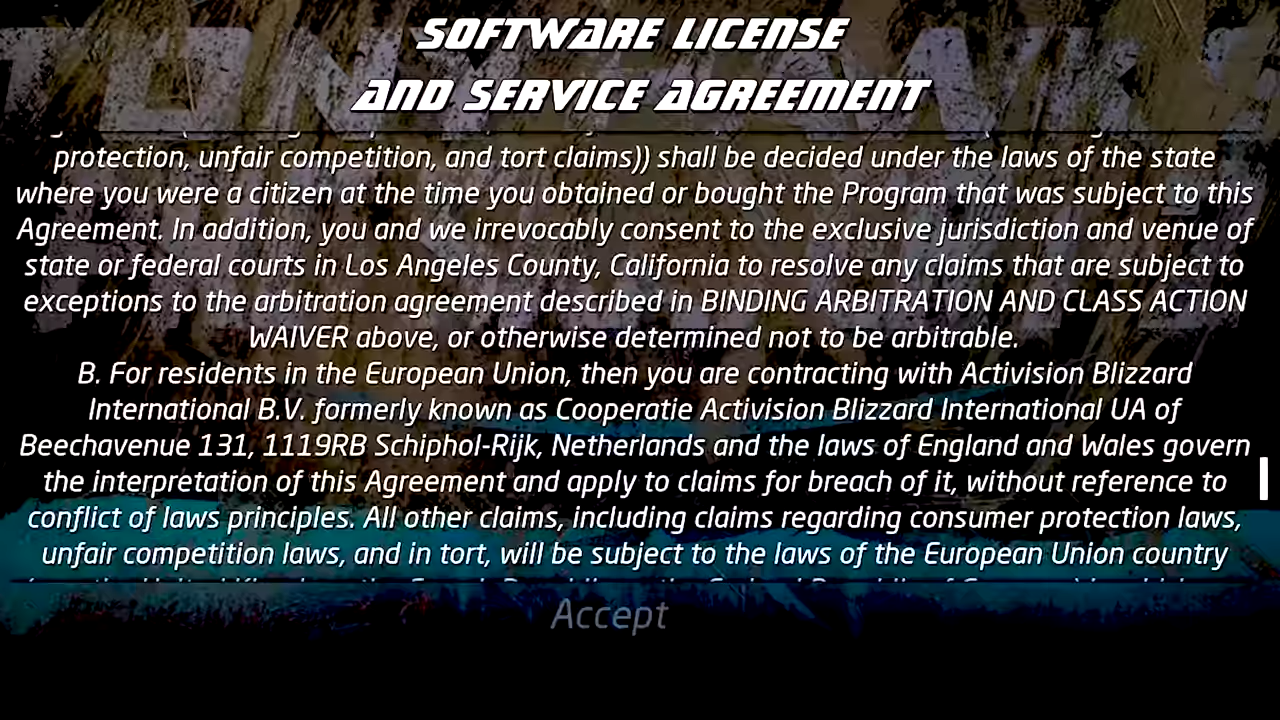 SOFTWARE LICENSE
AND SERVICE AGREEMENT
protection, unfair competition, and tort claims)) shall be decided under the laws of the state
where you were a citizen at the time you obtained or bought the Program that was subject to this
Agreement. In addition, you and we irrevocably consent to the exclusive jurisdiction and venue of
state or federal courts in Los Angeles County, California to resolve any claims that are subject to
exceptions to the arbitration agreement described in BINDING ARBITRATION AND CLASS ACTION
WAIVER above, or otherwise determined not to be arbitrable.
B. For residents in the European Union, then you are contracting with Activision Blizzard
International B.V. formerly known as Cooperatie Activision Blizzard International UA of
Beechavenue 131, 1119RB Schiphol-Rijk, Netherlands and the laws of England and Wales govern
the interpretation of this Agreement and apply to claims for breach of it, without reference to
conflict of laws principles. All other claims, including claims regarding consumer protection laws,
unfair competition laws, and in tort, will be subject to the laws of the European Union country
Accept